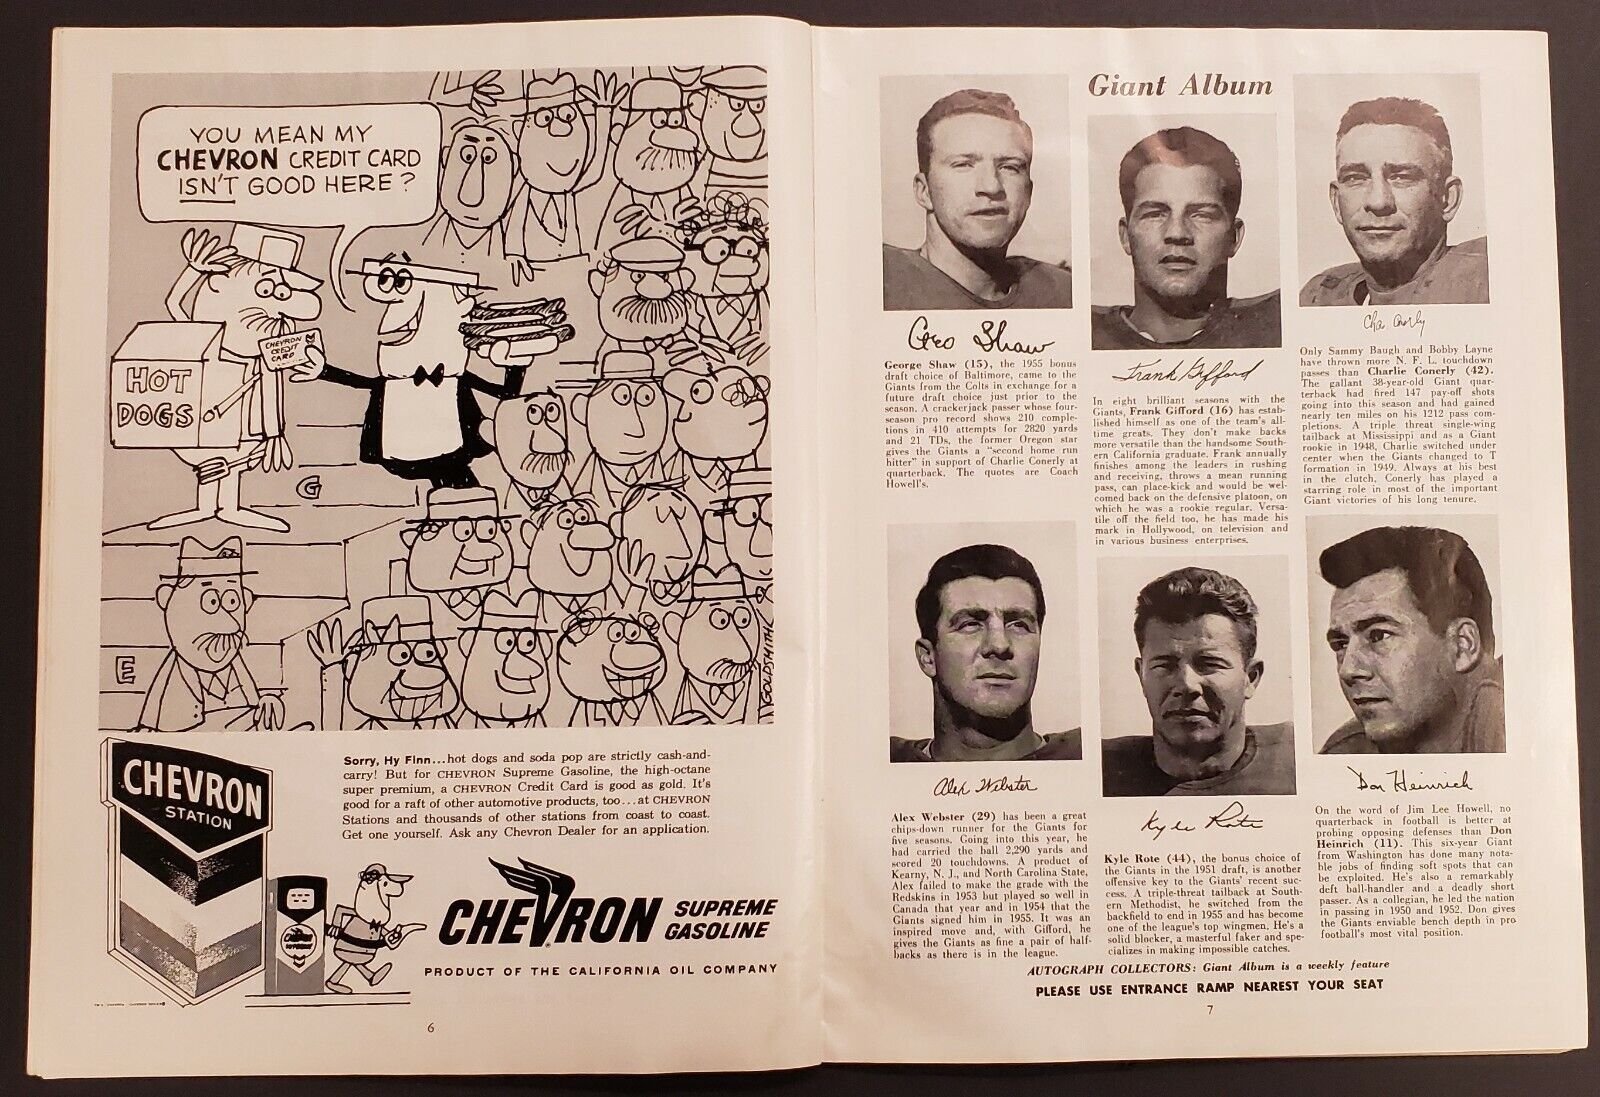 YOU MEAN MY
CHEVRON CREDIT CARD
ISN'T GOOD HERE?
CHEVRON
CREDIT
CARD
HOT
DOGS
G
E
GOLDSMITH
CHEVRON
STATION
Sorry, Hy Finn...hot dogs and soda pop are strictly cash-and-
carry! But for CHEVRON Supreme Gasoline, the high-octane
super premium, a CHEVRON Credit Card is good as gold. It's
good for a raft of other automotive products, too...at CHEVRON
Stations and thousands of other stations from coast to coast.
Get one yourself. Ask any Chevron Dealer for an application.
CHEVRON SUPREME
GASOLINE
PRODUCT OF THE CALIFORNIA OIL COMPANY
6
Giant Album
Geo Shaw
George Shaw (15), the 1955 bonus
draft choice of Baltimore, came to the
Giants from the Colts in exchange for a
future draft choice just prior to the
season. A crackerjack passer whose four-
season pro record shows 210 comple-
tions in 410 attempts for 2820 yards
and 21 TDs, the former Oregon star
gives the Giants a "second home run
hitter" in support of Charlie Conerly at
quarterback. The quotes are Coach
Howell's.
Frank Gifford
In eight brilliant seasons with the
Giants, Frank Gifford (16) has estab-
lished himself as one of the team's all-
time greats. They don't make backs
more versatile than the handsome South-
ern California graduate. Frank annually
finishes among the leaders in rushing
and receiving, throws a mean running
pass, can place-kick and would be wel-
comed back on the defensive platoon, on
which he was a rookie regular. Versa-
tile off the field too, he has made his
mark in Hollywood, on television and
in various business enterprises.
Cha Conerly
Only Sammy Baugh and Bobby Layne
have thrown more N. F. L. touchdown
passes than Charlie Conerly (42).
The gallant 38-year-old Giant quar-
terback had fired 147 pay-off shots
going into this season and had gained
nearly ten miles on his 1212 pass com-
pletions. A triple threat single-wing
tailback at Mississippi and as a Giant
rookie in 1948, Charlie switched under
center when the Giants changed to T
formation in 1949. Always at his best
in the clutch, Conerly has played a
starring role in most of the important
Giant victories of his long tenure.
Alex Webster
Alex Webster (29) has been a great
chips-down runner for the Giants for
five seasons. Going into this year, he
had carried the ball 2,290 yards and
scored 20 touchdowns. A product of
Kearny, N. J., and North Carolina State,
Alex failed to make the grade with the
Redskins in 1953 but played so well in
Canada that year and in 1954 that the
Giants signed him in 1955. It was an
inspired move and, with Gifford, he
gives the Giants as fine a pair of half-
backs as there is in the league.
Kyle Rote
Kyle Rote (44), the bonus choice of
the Giants in the 1951 draft, is another
offensive key to the Giants' recent suc-
cess. A triple-threat tailback at South-
ern Methodist, he switched from the
backfield to end in 1955 and has become
one of the league's top wingmen. He's a
solid blocker, a masterful faker and spe-
cializes in making impossible catches.
Don Heinrich
On the word of Jim Lee Howell, no
quarterback in football is better at
probing opposing defenses than Don
Heinrich (11). This six-year Giant
from Washington has done many nota-
ble jobs of finding soft spots that can
be exploited. He's also a remarkably
deft ball-handler and a deadly short
passer. As a collegian, he led the nation
in passing in 1950 and 1952. Don gives
the Giants enviable bench depth in pro
football's most vital position.
AUTOGRAPH COLLECTORS: Giant Album is a weekly feature
PLEASE USE ENTRANCE RAMP NEAREST YOUR SEAT
7